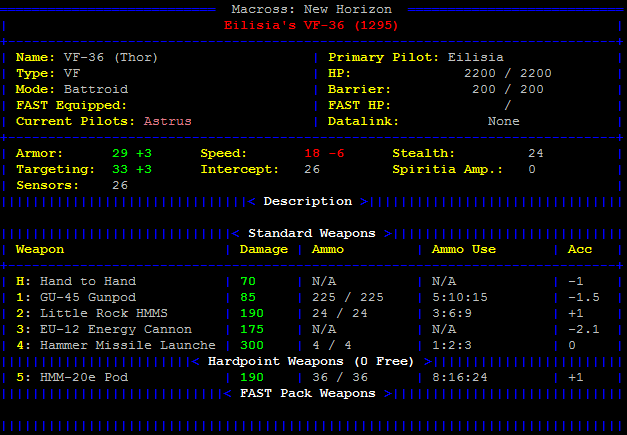 Macross: New Horizon
Eilisia's VF-36 (1295)
Name: VF-36 (Thor) Primary Pilot: Eilisia
Type: VF HP: 2200 / 2200
Mode: Battroid Barrier: 200 / 200
FAST Equipped: FAST HP: /
Current Pilots: Astrus Datalink: None
Armor: 29 +3 Speed: 18 -6 Stealth: 24
Targeting: 33 +3 Intercept: 26 Spiritia Amp.: 0
Sensors: 26
< Description >
< Standard Weapons >
Weapon | Damage | Ammo | Ammo Use | Acc
H: Hand to Hand | 70 | N/A | N/A | -1
1: GU-45 Gunpod | 85 | 225 / 225 | 5:10:15 | -1.5
2: Little Rock HMMS | 190 | 24 / 24 | 3:6:9 | +1
3: EU-12 Energy Cannon | 175 | N/A | N/A | -2.1
4: Hammer Missile Launche | 300 | 4 / 4 | 1:2:3 | 0
< Hardpoint Weapons (0 Free) >
5: HMM-20e Pod | 190 | 36 / 36 | 8:16:24 | +1
< FAST Pack Weapons >